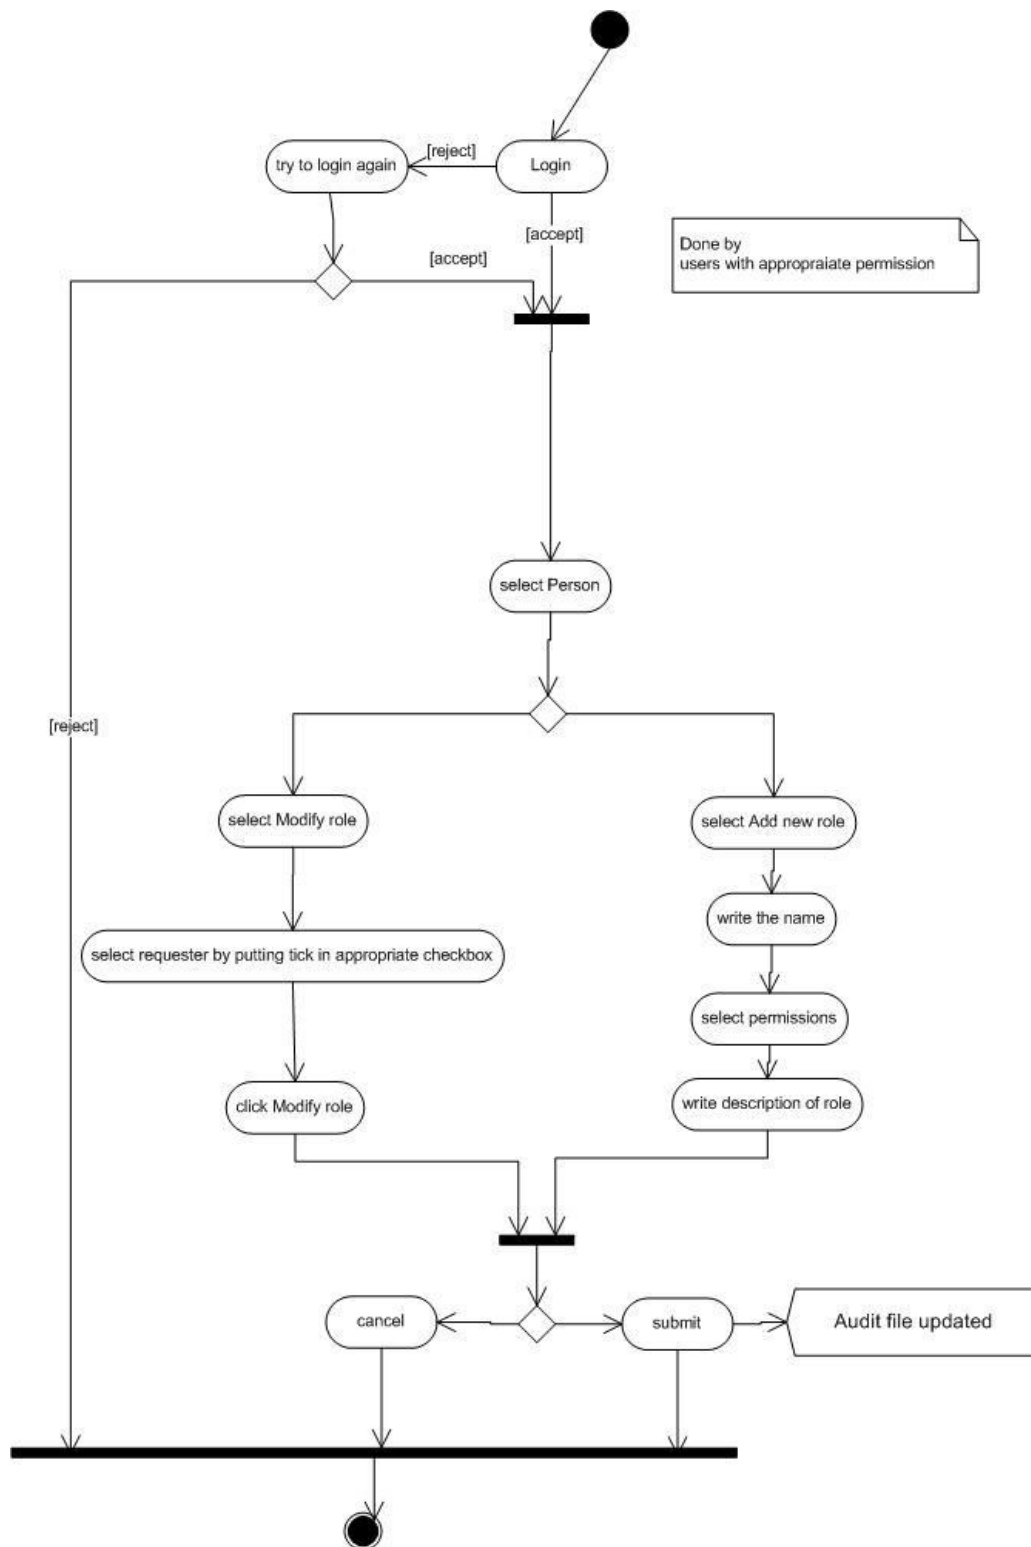 [reject]
try to login again
Login
[accept]
[accept]
Done by
users with appropraiate permission
select Person
[reject]
select Modify role
select Add new role
write the name
select requester by putting tick in appropriate checkbox
select permissions
click Modify role
write description of role
cancel
submit
Audit file updated